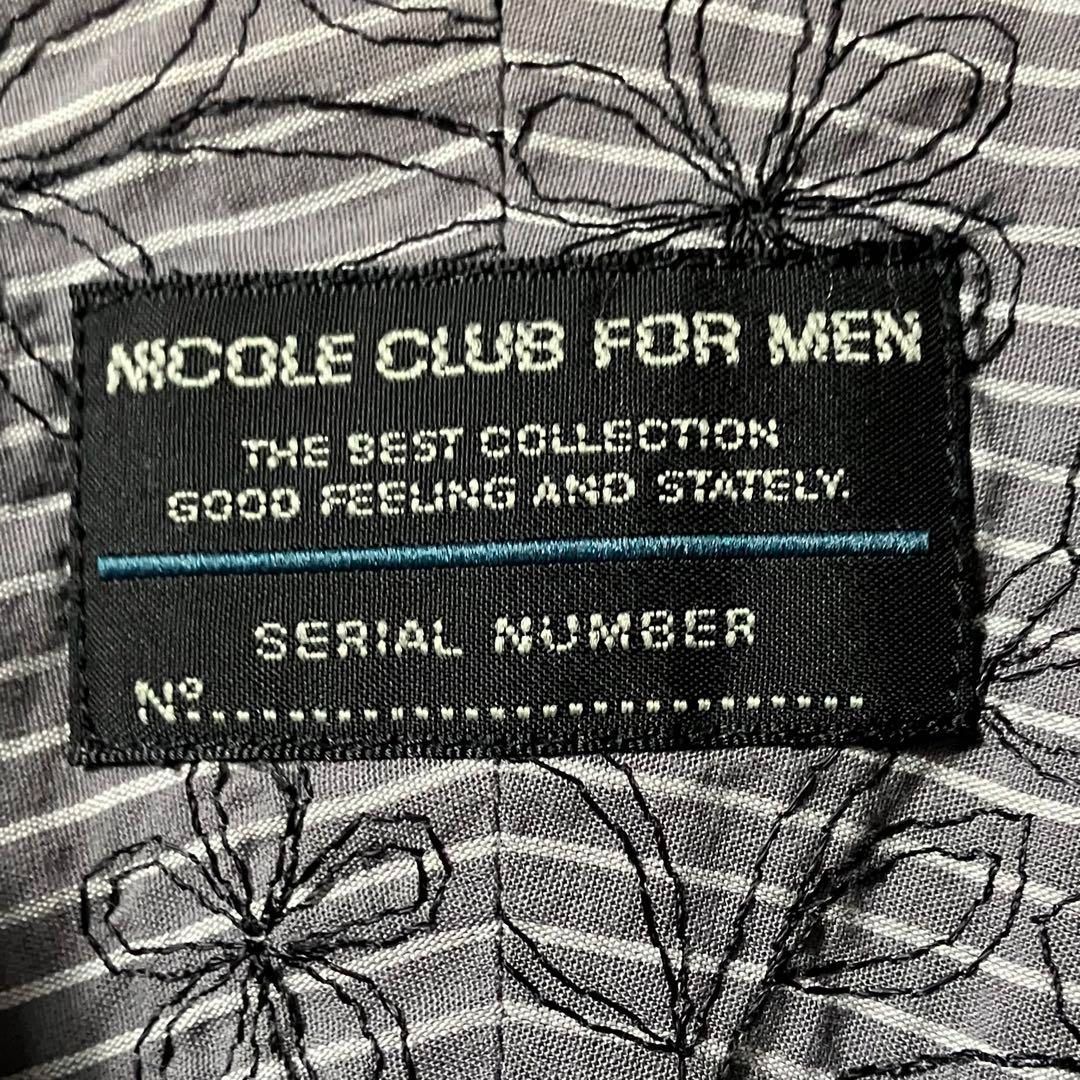 NICOLE CLUB FOR MEN
THE BEST COLLECTION
GOOD FEELING AND STATELY.
SERIAL NUMBER
Nº..........................